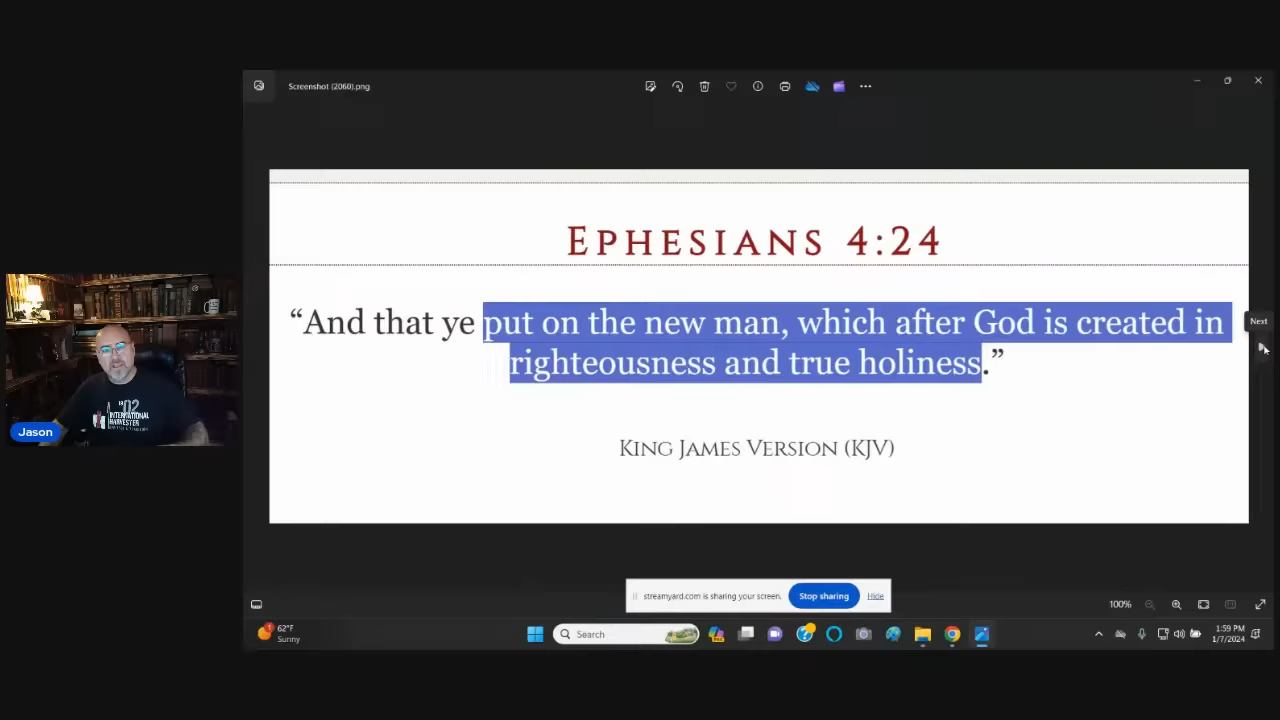 Screenshot (2060).png
EPHESIANS 4:24
“And that ye put on the new man, which after God is created in
righteousness and true holiness.”
KING JAMES VERSION (KJV)
Next
Jason
INTERNATIONAL
HARVESTER
streamyard.com is sharing your screen.
Stop sharing
Hide
100%
62°F
Sunny
Search
1:59 PM
1/7/2024